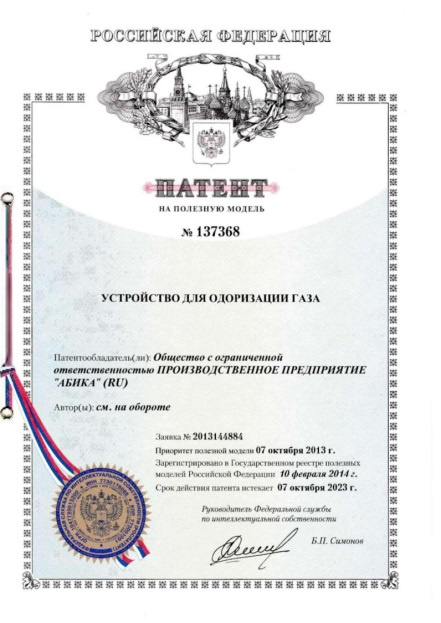 РОССИЙСКАЯ ФЕДЕРАЦИЯ
ПАТЕНТ
НА ПОЛЕЗНУЮ МОДЕЛЬ
№ 137368
УСТРОЙСТВО ДЛЯ ОДОРИЗАЦИИ ГАЗА
Патентообладатель(ли): Общество с ограниченной
ответственностью ПРОИЗВОДСТВЕННОЕ ПРЕДПРИЯТИЕ
"АБИКА" (RU)
Автор(ы): см. на обороте
Заявка № 2013144884
Приоритет полезной модели 07 октября 2013 г.
Зарегистрировано в Государственном реестре полезных
моделей Российской Федерации 10 февраля 2014 г.
Срок действия патента истекает 07 октября 2023 г.
Руководитель Федеральной службы
по интеллектуальной собственности
Б.П. Симонов